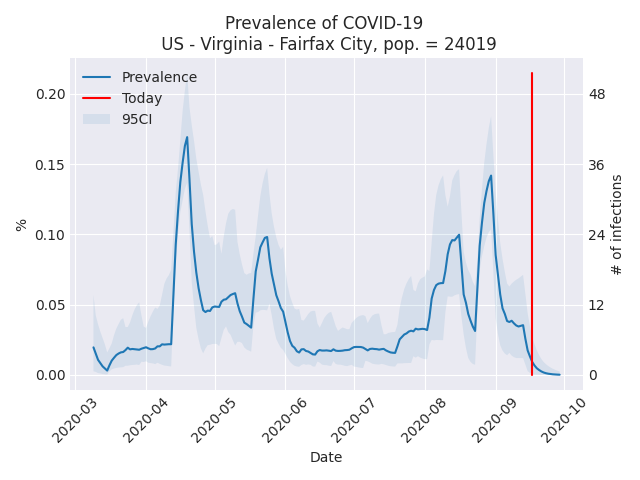 Prevalence of COVID-19
US - Virginia - Fairfax City, pop. = 24019
Prevalence
Today
95CI
0.20
0.15
0.10
0.05
0.00
%
48
36
24
12
0
# of infections
2020-03
2020-04
2020-05
2020-06
2020-07
2020-08
2020-09
2020-10
Date